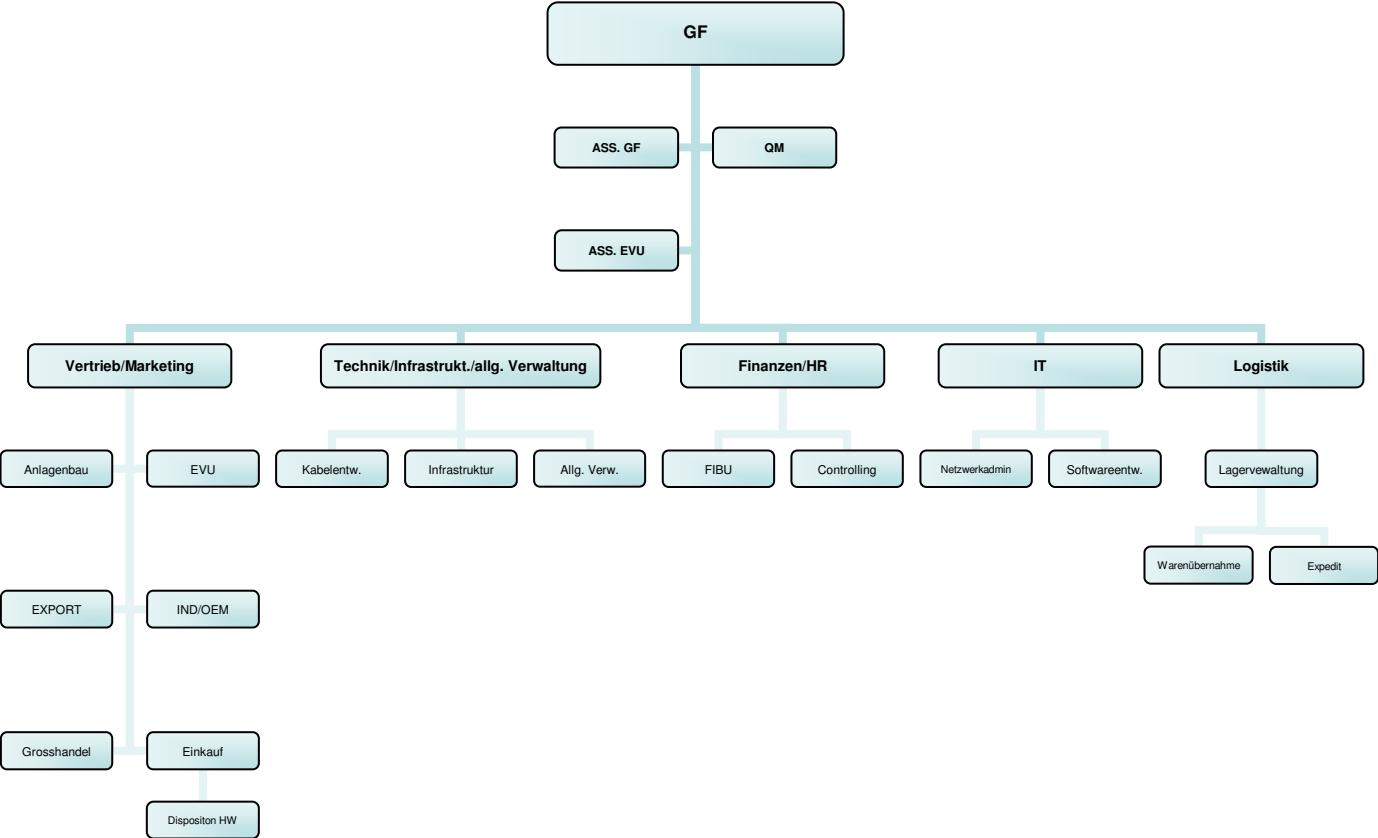 GF
ASS. GF
QM
ASS. EVU
Vertrieb/Marketing
Technik/Infrastrukt./allg. Verwaltung
Finanzen/HR
IT
Logistik
Anlagenbau
EVU
Kabelentw.
Infrastruktur
Allg. Verw.
FIBU
Controlling
Netzwerkadmin
Softwareentw.
Lagervewaltung
Warenübernahme
Expedit
EXPORT
IND/OEM
Grosshandel
Einkauf
Dispositon HW